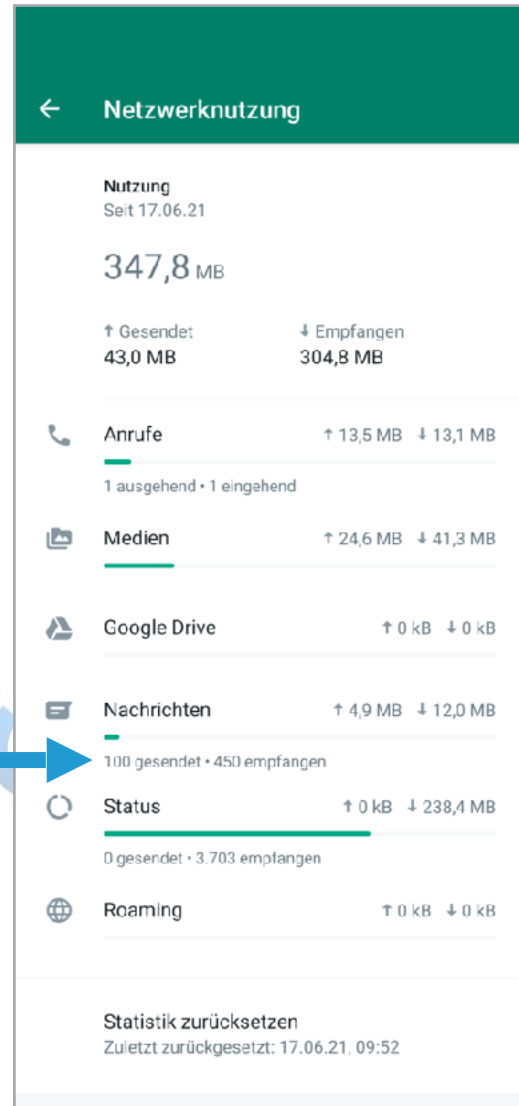 Netzwerknutzung
Nutzung
Seit 17.06.21
347,8 MB
↑ Gesendet ↓ Empfangen
43,0 MB 304,8 MB
Anrufe ↑ 13,5 MB ↓ 13,1 MB
1 ausgehend • 1 eingehend
Medien ↑ 24,6 MB ↓ 41,3 MB
Google Drive ↑ 0 kB ↓ 0 kB
Nachrichten ↑ 4,9 MB ↓ 12,0 MB
100 gesendet • 450 empfangen
Status ↑ 0 kB ↓ 238,4 MB
0 gesendet • 3.703 empfangen
Roaming ↑ 0 kB ↓ 0 kB
Statistik zurücksetzen
Zuletzt zurückgesetzt: 17.06.21, 09:52